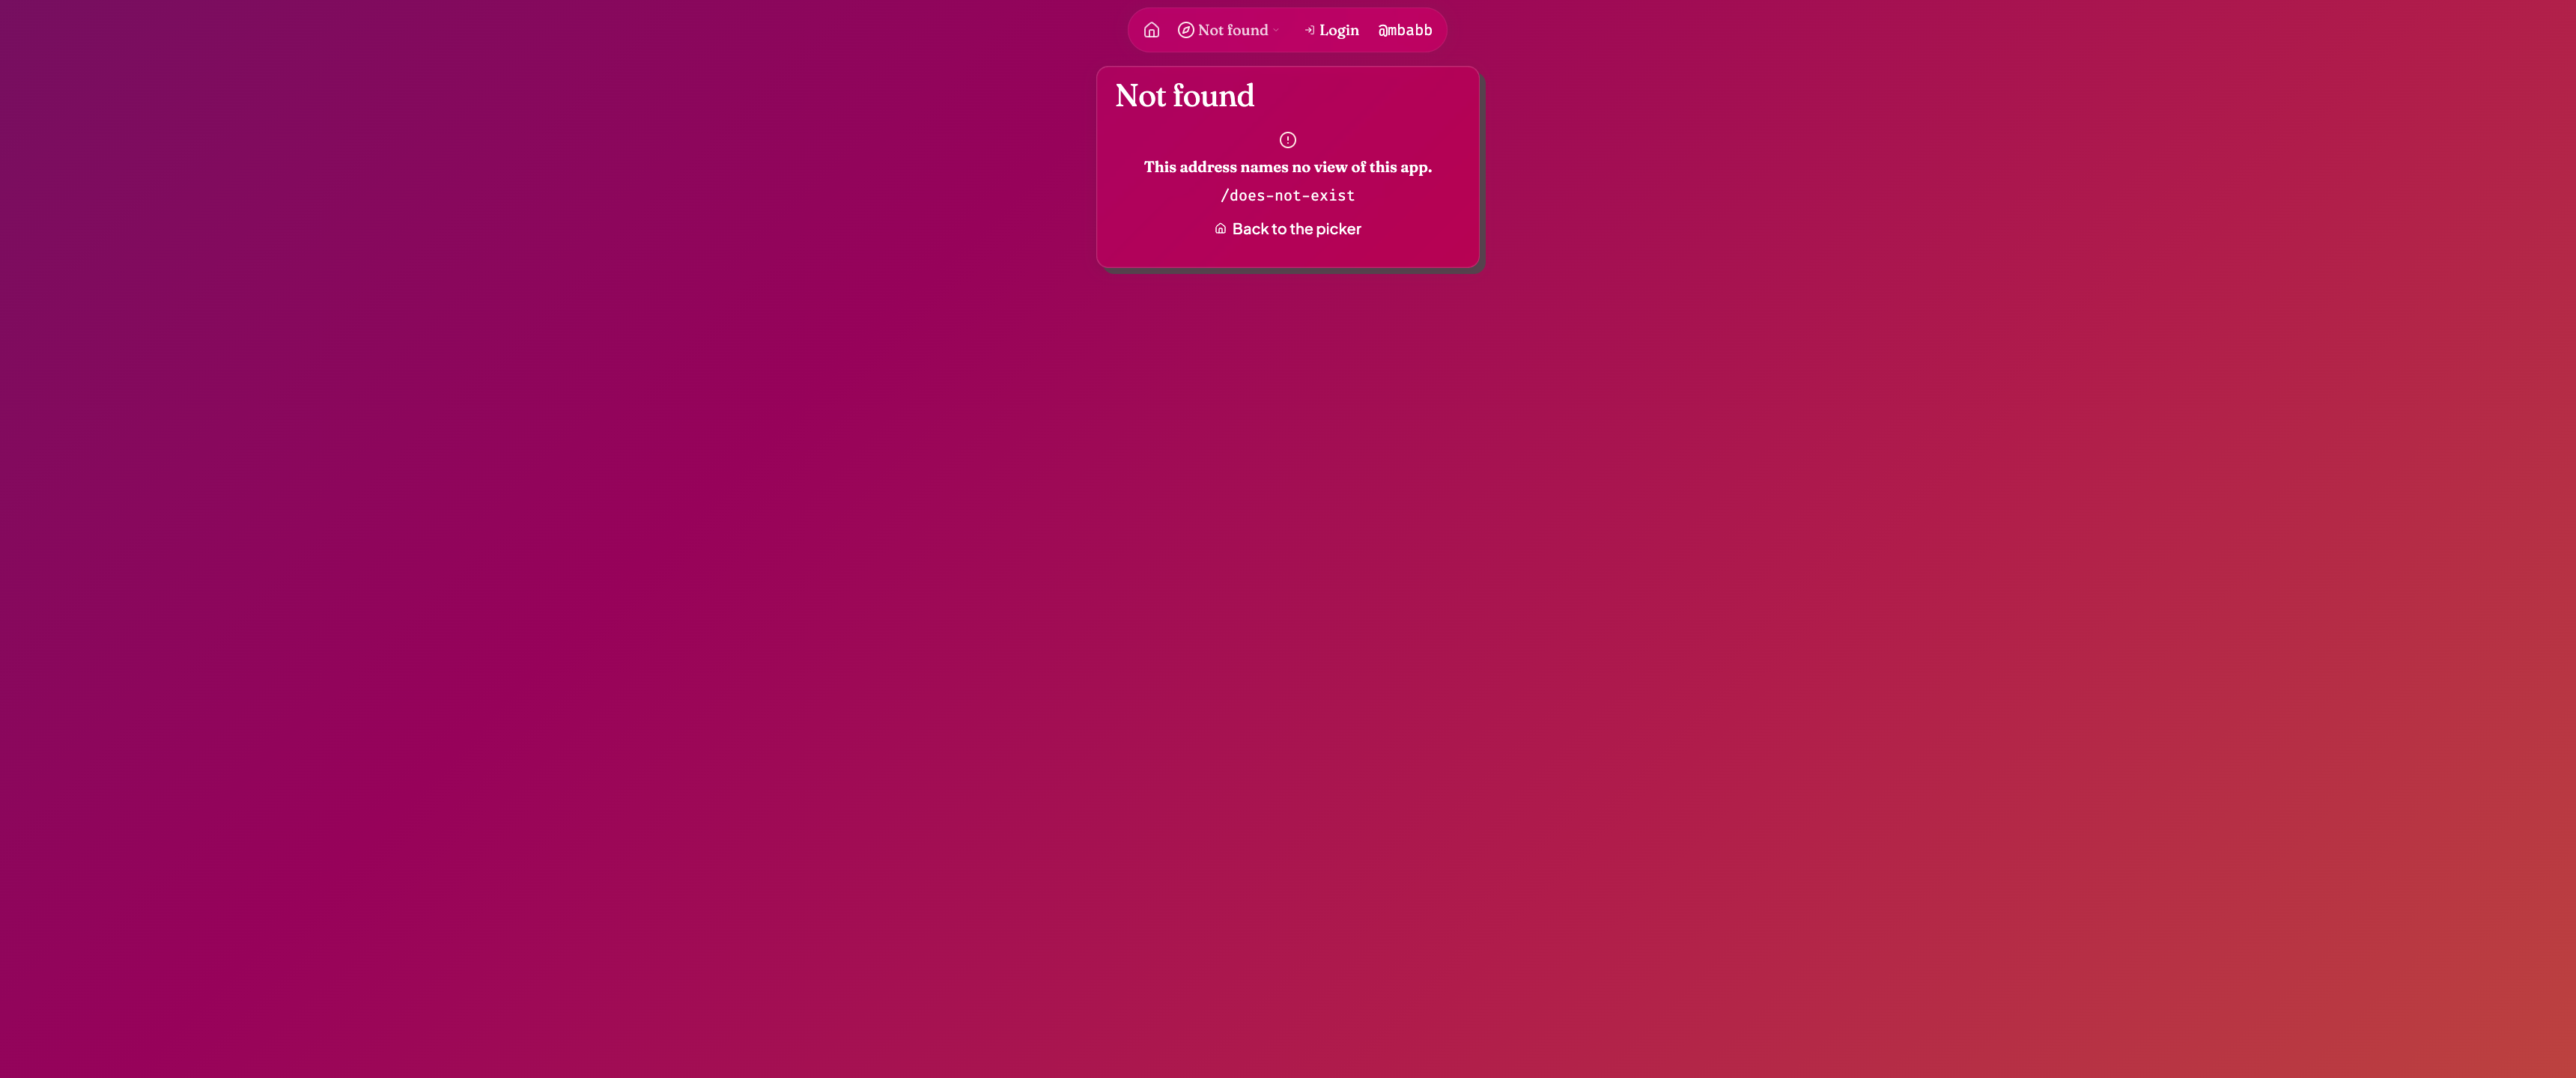 Not found
Login
@mbabb
Not found
This address names no view of this app.
/does-not-exist
Back to the picker